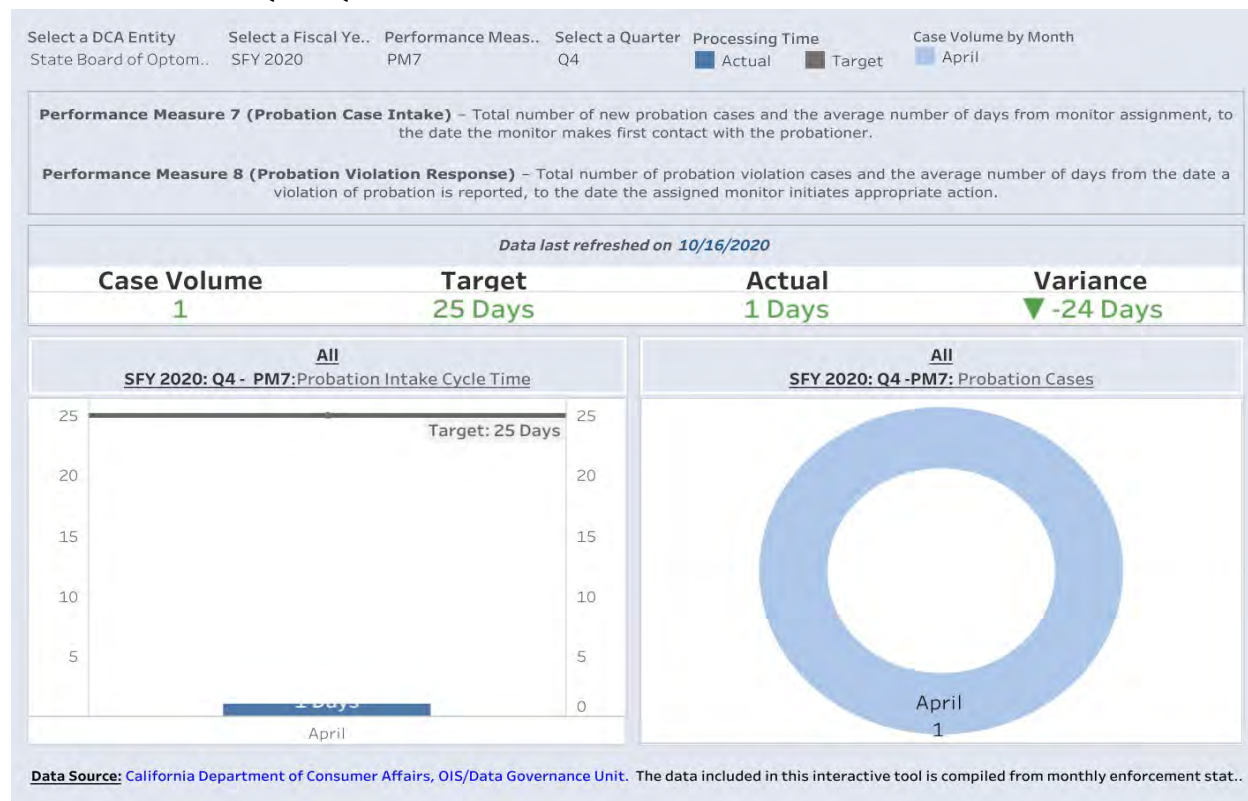 Select a DCA Entity Select a Fiscal Ye.. Performance Meas.. Select a Quarter Processing Time Case Volume by Month
State Board of Optom.. SFY 2020 PM7 Q4 Actual Target April
Performance Measure 7 (Probation Case Intake) – Total number of new probation cases and the average number of days from monitor assignment, to
the date the monitor makes first contact with the probationer.
Performance Measure 8 (Probation Violation Response) – Total number of probation violation cases and the average number of days from the date a
violation of probation is reported, to the date the assigned monitor initiates appropriate action.
Data last refreshed on 10/16/2020
Case Volume Target Actual Variance
1 25 Days 1 Days ▼ -24 Days
All
SFY 2020: Q4 - PM7:Probation Intake Cycle Time
25 25
Target: 25 Days
20 20
15 15
10 10
5 5
1 Days
0
April
All
SFY 2020: Q4 -PM7: Probation Cases
April
1
Data Source: California Department of Consumer Affairs, OIS/Data Governance Unit. The data included in this interactive tool is compiled from monthly enforcement stat..